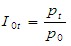 I₀ₜ = pₜ / p₀